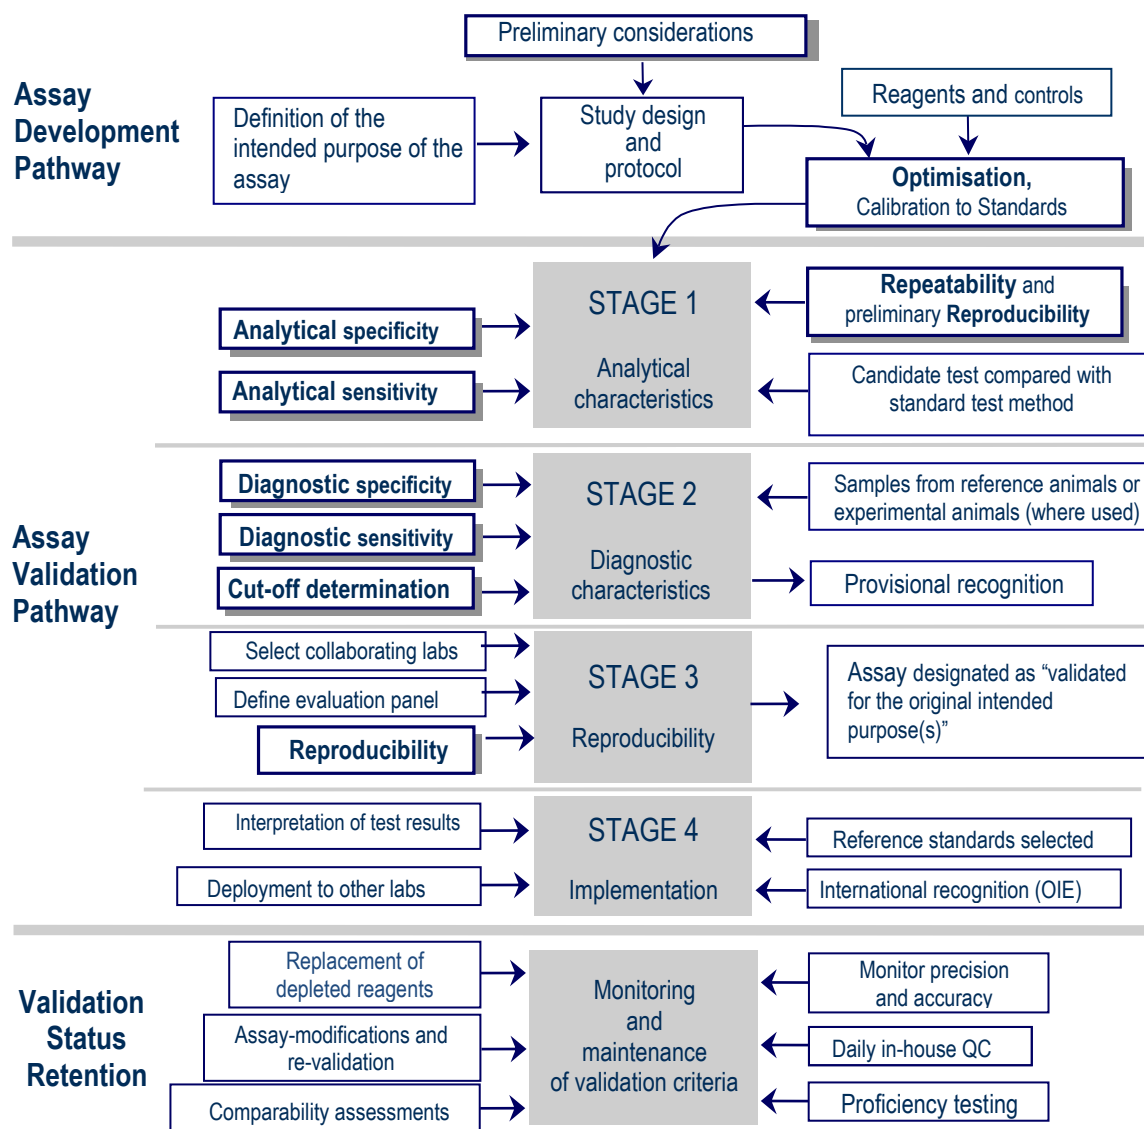 Preliminary considerations
Assay
Development
Pathway
Definition of the
intended purpose of the
assay
Study design
and
protocol
Reagents and controls
Optimisation,
Calibration to Standards
Assay
Validation
Pathway
Analytical specificity
Analytical sensitivity
STAGE 1
Analytical
characteristics
Repeatability and
preliminary Reproducibility
Candidate test compared with
standard test method
Diagnostic specificity
Diagnostic sensitivity
Cut-off determination
STAGE 2
Diagnostic
characteristics
Samples from reference animals or
experimental animals (where used)
Provisional recognition
Select collaborating labs
Define evaluation panel
Reproducibility
STAGE 3
Reproducibility
Assay designated as “validated
for the original intended
purpose(s)”
Interpretation of test results
Deployment to other labs
STAGE 4
Implementation
Reference standards selected
International recognition (OIE)
Validation
Status
Retention
Replacement of
depleted reagents
Assay-modifications and
re-validation
Comparability assessments
Monitoring
and
maintenance
of validation criteria
Monitor precision
and accuracy
Daily in-house QC
Proficiency testing